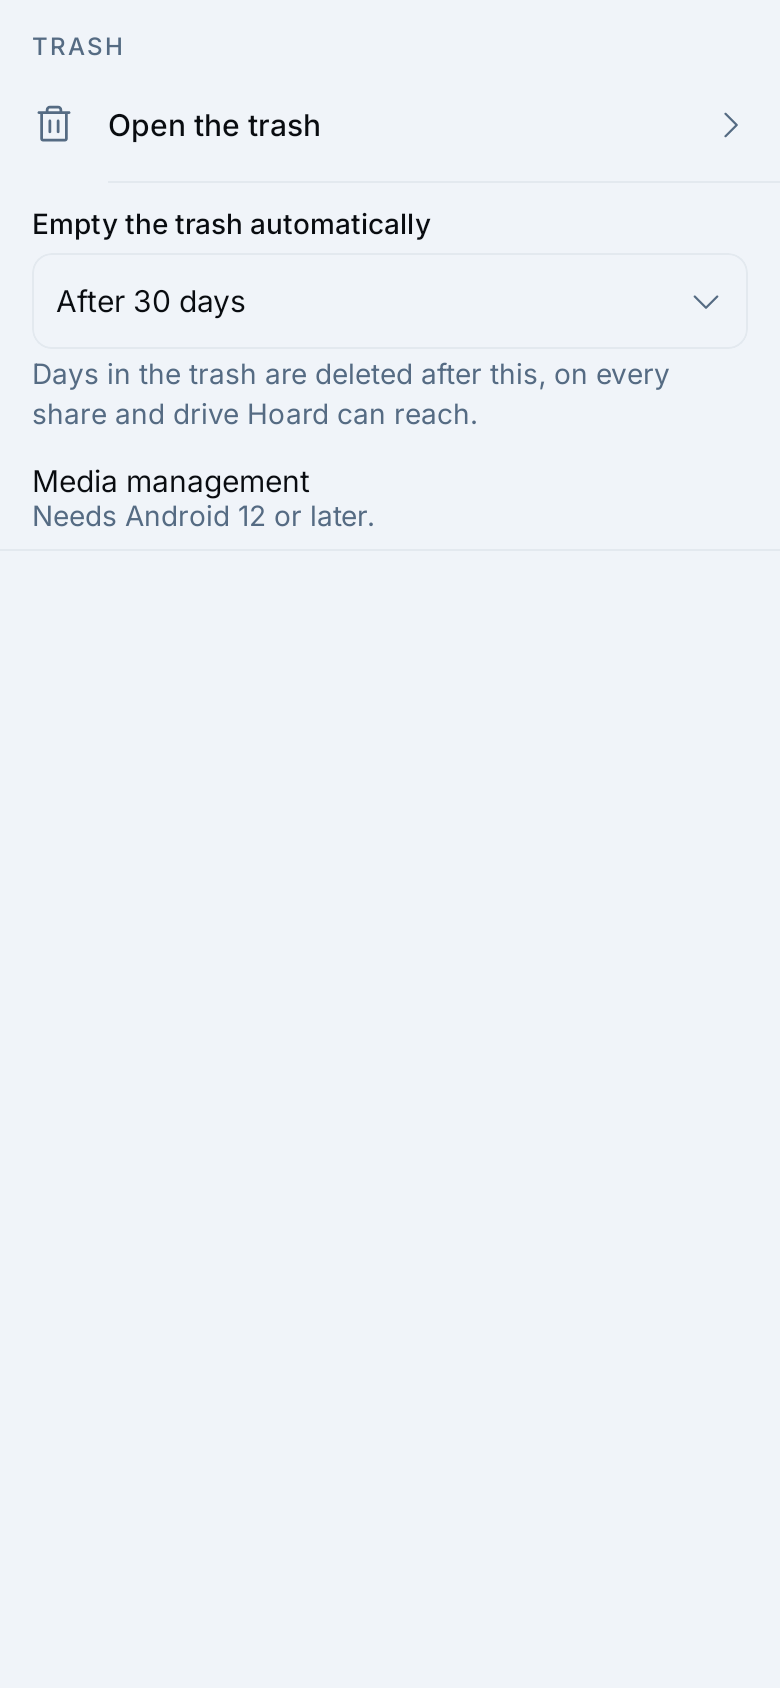 TRASH
Open the trash
Empty the trash automatically
After 30 days
Days in the trash are deleted after this, on every
share and drive Hoard can reach.
Media management
Needs Android 12 or later.